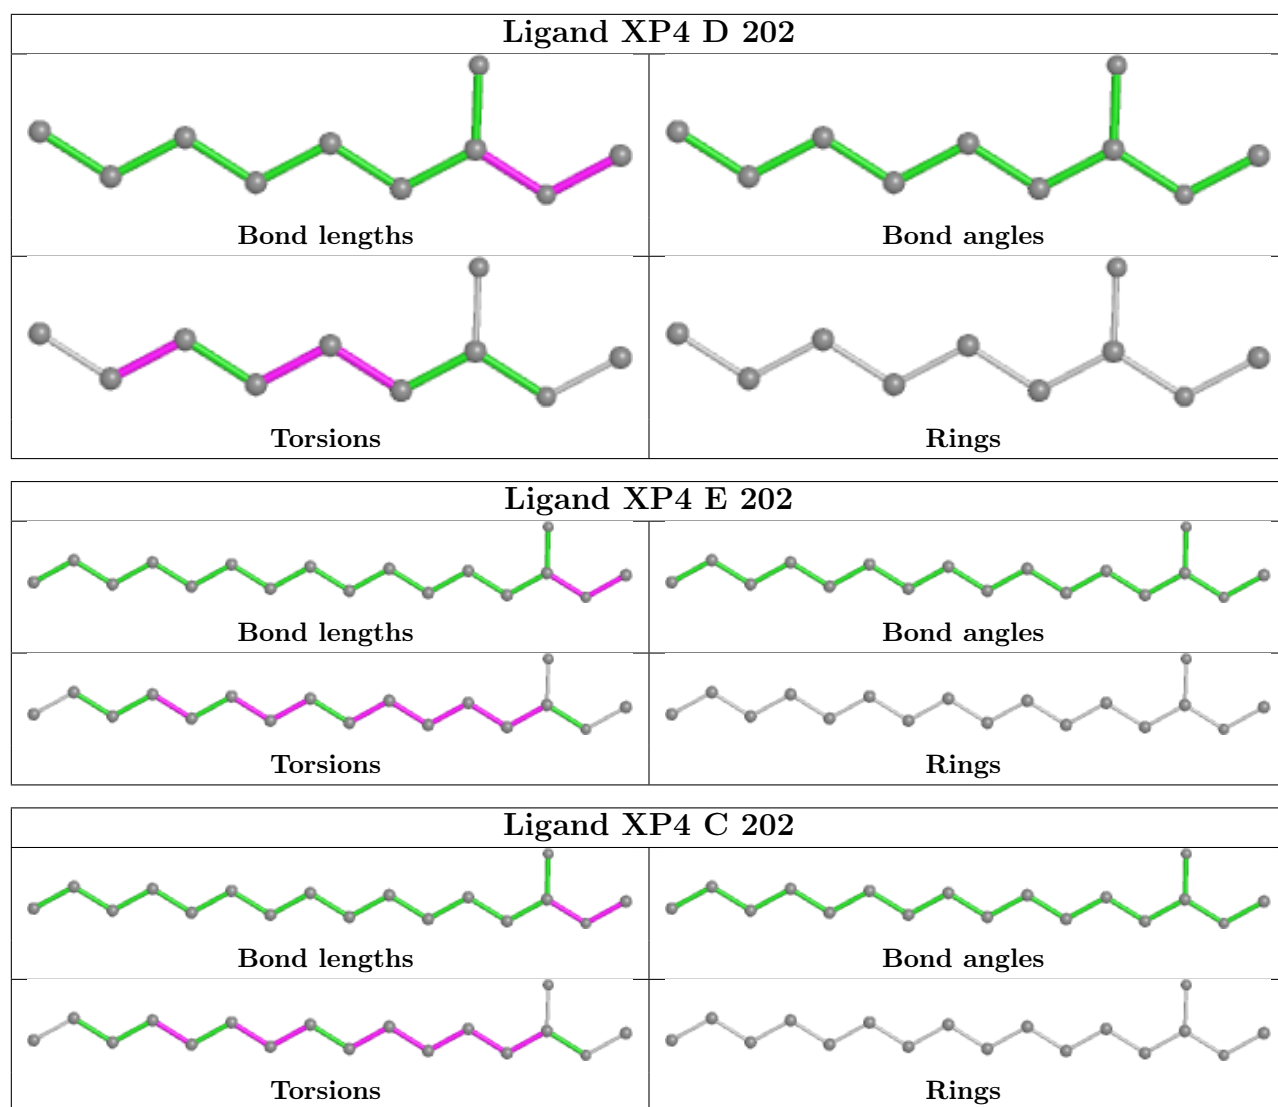 Ligand XP4 D 202
Bond lengths
Bond angles
Torsions
Rings
Ligand XP4 E 202
Bond lengths
Bond angles
Torsions
Rings
Ligand XP4 C 202
Bond lengths
Bond angles
Torsions
Rings